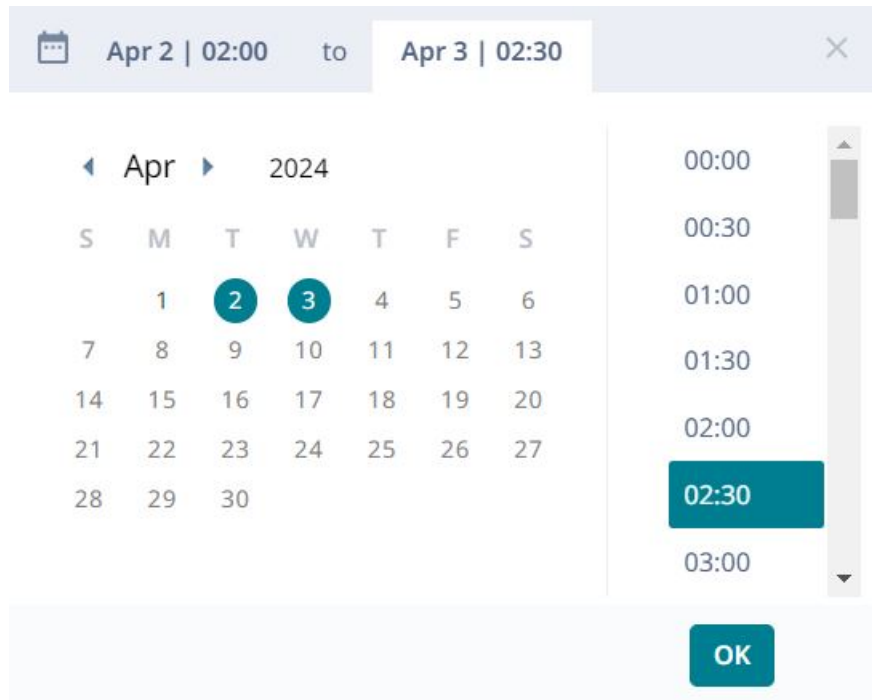 Apr 2 | 02:00 to Apr 3 | 02:30
Apr 2024
S M T W T F S
1 2 3 4 5 6
7 8 9 10 11 12 13
14 15 16 17 18 19 20
21 22 23 24 25 26 27
28 29 30
00:00
00:30
01:00
01:30
02:00
02:30
03:00
OK